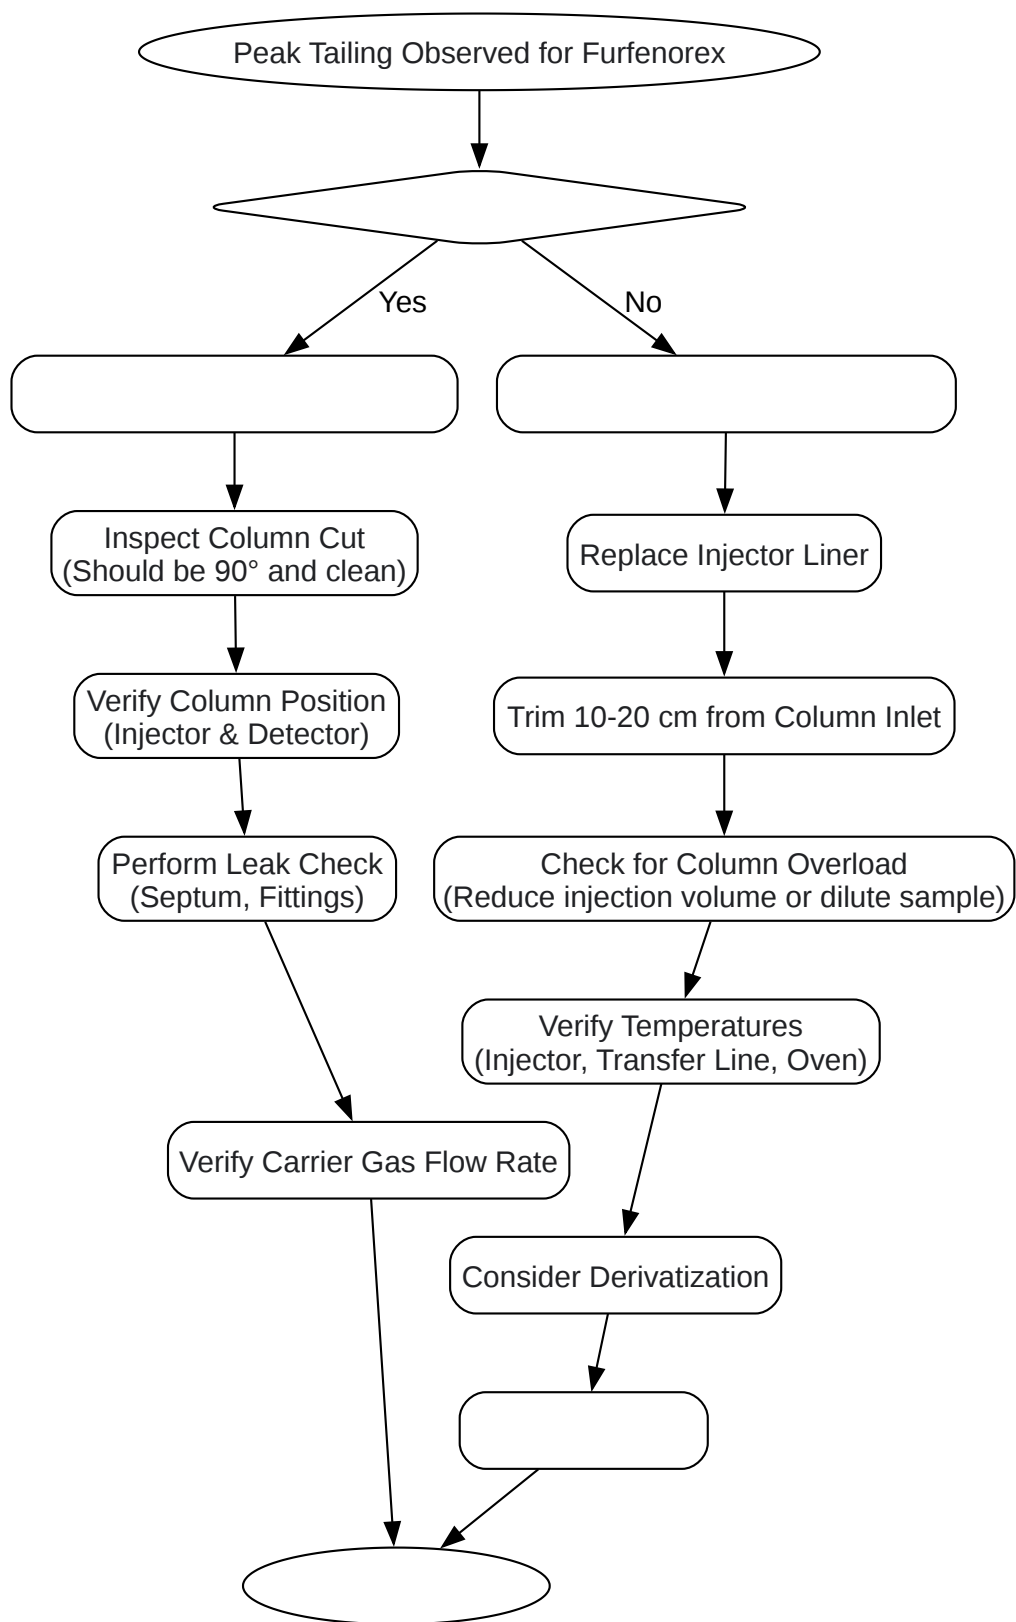 Peak Tailing Observed for Furfenorex
Yes
No
Inspect Column Cut
(Should be 90° and clean)
Replace Injector Liner
Verify Column Position
(Injector & Detector)
Trim 10-20 cm from Column Inlet
Perform Leak Check
(Septum, Fittings)
Check for Column Overload
(Reduce injection volume or dilute sample)
Verify Temperatures
(Injector, Transfer Line, Oven)
Verify Carrier Gas Flow Rate
Consider Derivatization